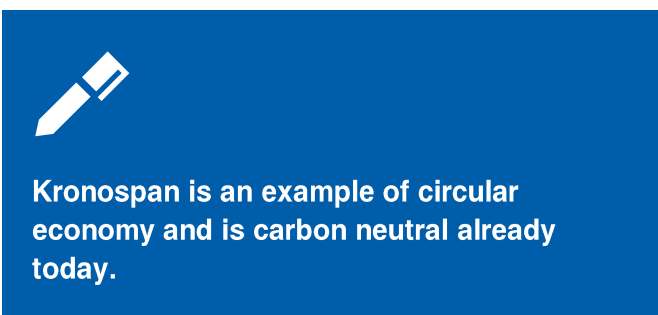 Kronospan is an example of circular
economy and is carbon neutral already
today.